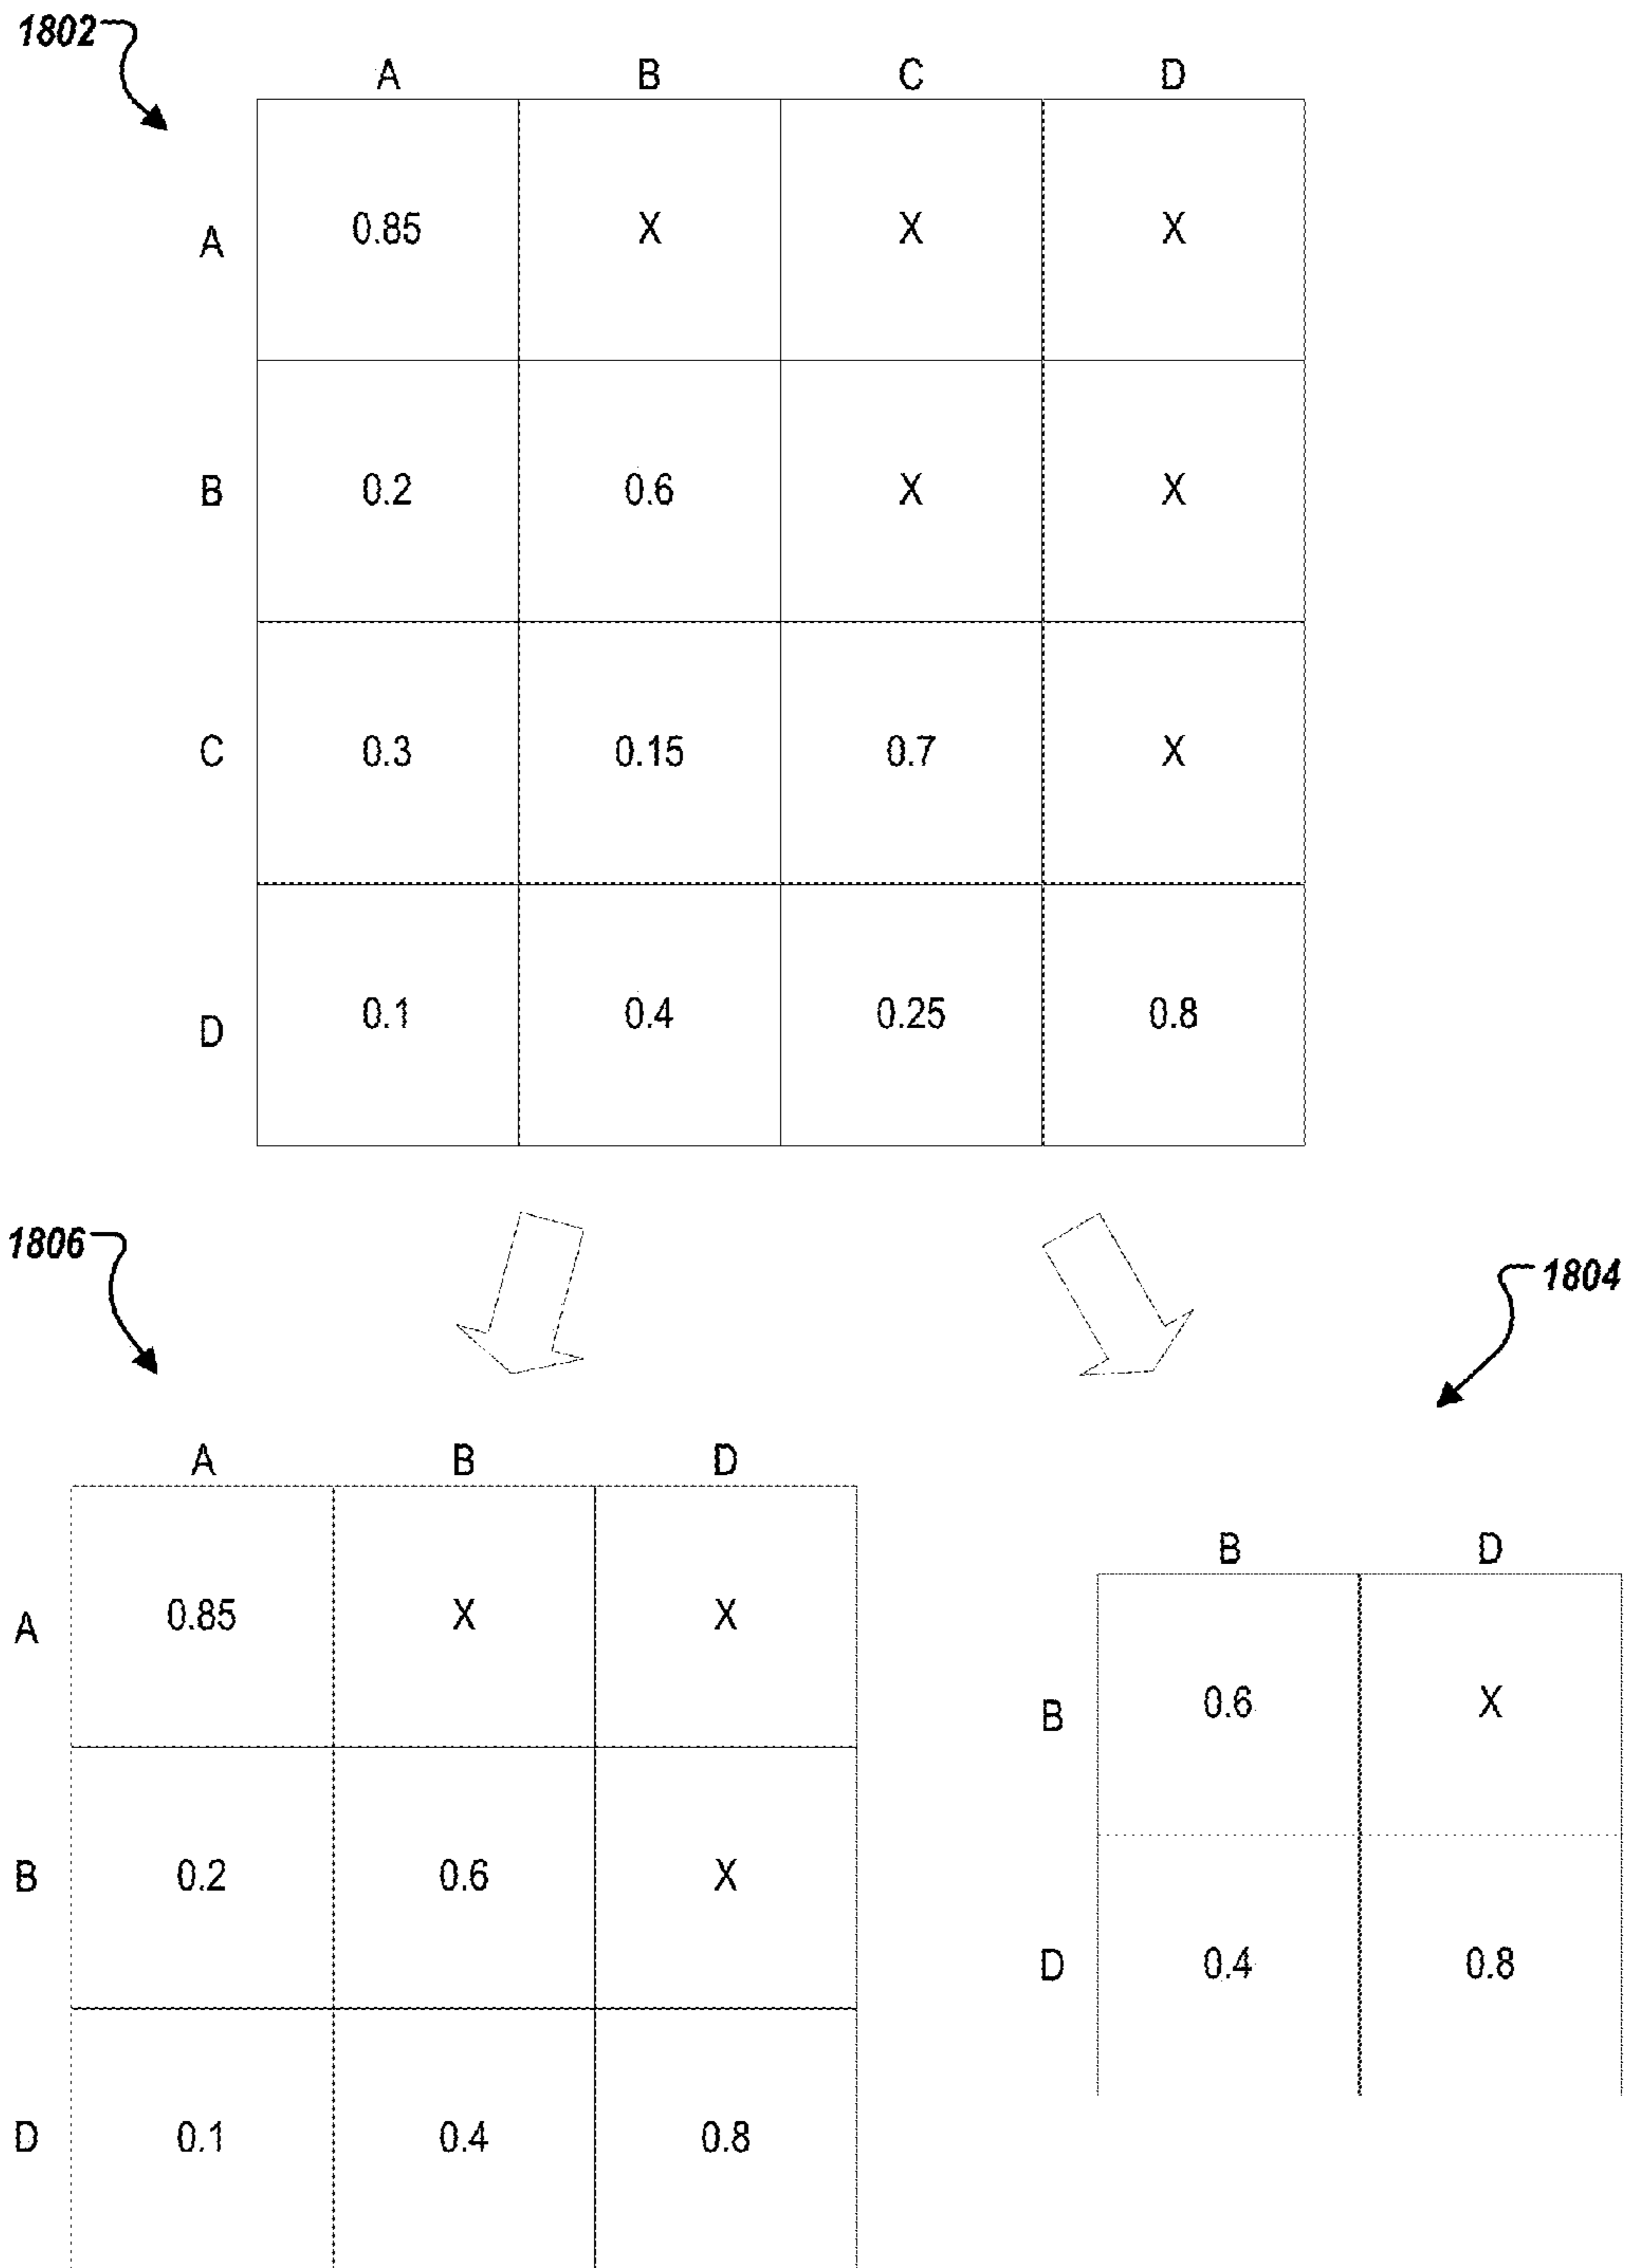 1802
A B C D
A 0.85 X X X
B 0.2 0.6 X X
C 0.3 0.15 0.7 X
D 0.1 0.4 0.25 0.8
1806
A B D
A 0.85 X X
B 0.2 0.6 X
D 0.1 0.4 0.8
1804
B D
B 0.6 X
D 0.4 0.8